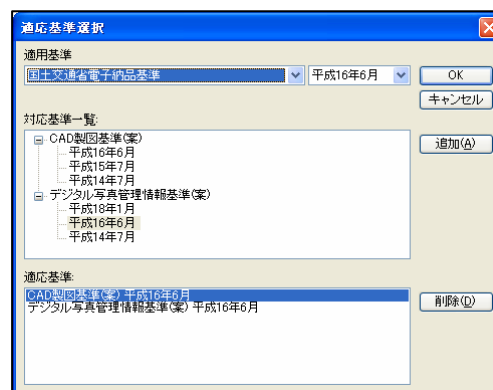 適応基準選択
適用基準
国土交通省電子納品基準 平成16年6月 OK
キャンセル
対応基準一覧:
CAD製図基準(案) 追加(A)
平成16年6月
平成15年7月
平成14年7月
デジタル写真管理情報基準(案)
平成18年1月
平成16年6月
平成14年7月
適応基準:
CAD製図基準(案) 平成16年6月 削除(D)
デジタル写真管理情報基準(案) 平成16年6月